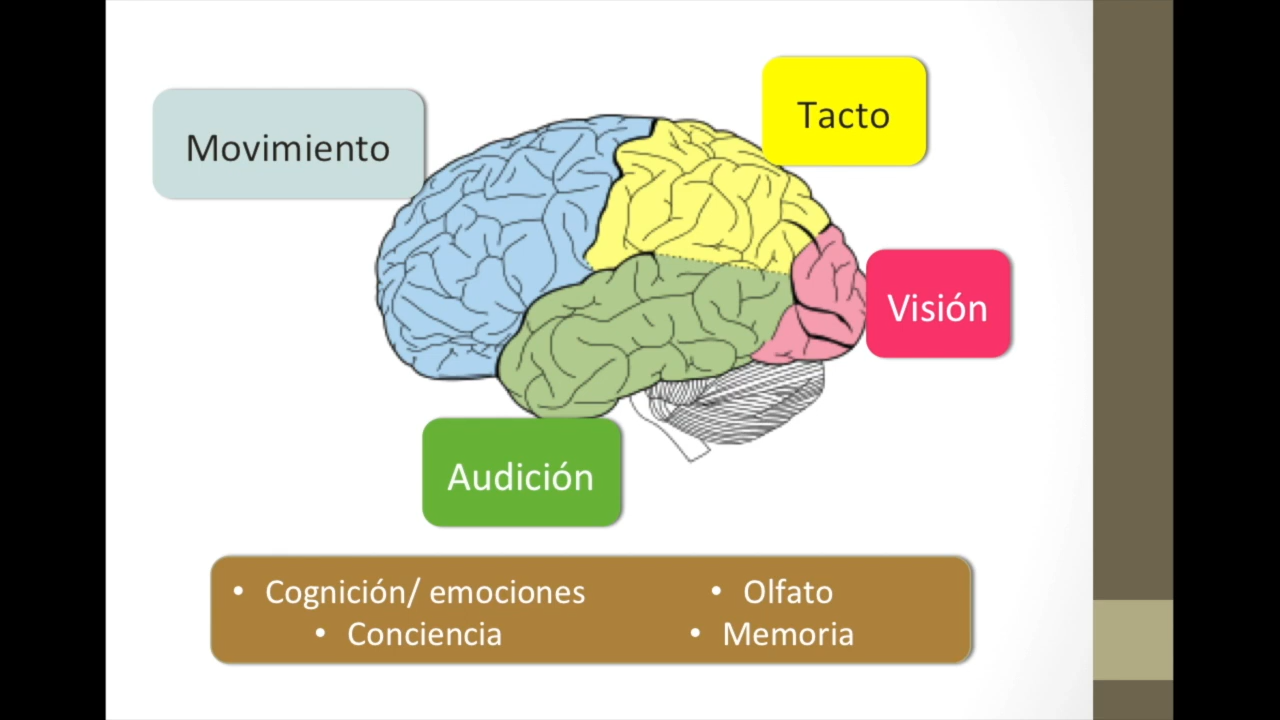 Movimiento
Tacto
Visión
Audición
• Cognición/ emociones
• Conciencia
• Olfato
• Memoria